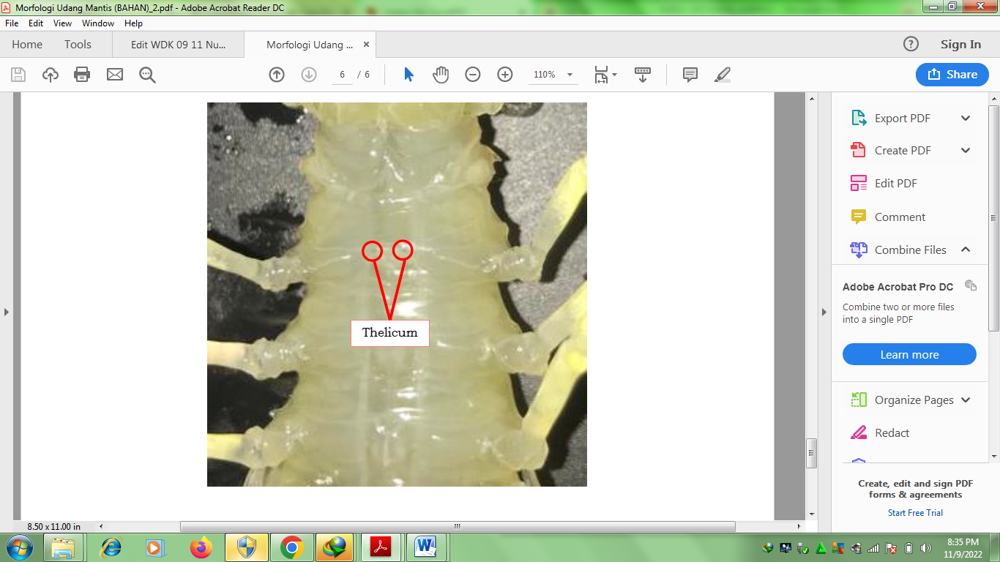 Morfologi Udang Mantis (BAHAN)_2.pdf - Adobe Acrobat Reader DC
File Edit View Window Help
Home Tools Edit WDK 09 11 Nu... Morfologi Udang ... ×
Sign In
6 / 6 110%
Share
Thelicum
Export PDF
Create PDF
Edit PDF
Comment
Combine Files
Adobe Acrobat Pro DC
Combine two or more files
into a single PDF
Learn more
Organize Pages
Redact
Create, edit and sign PDF
forms & agreements
Start Free Trial
8.50 x 11.00 in
8:35 PM
11/9/2022